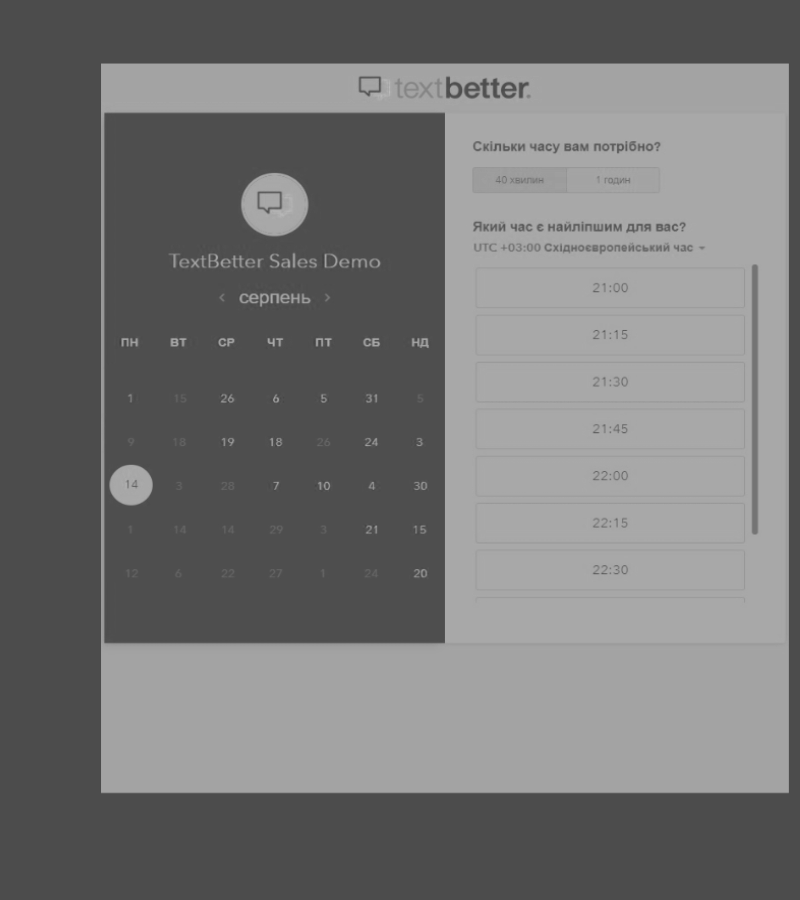 textbetter.
TextBetter Sales Demo
‹ серпень ›
ПН ВТ СР ЧТ ПТ СБ НД
1 15 26 6 5 31 5
9 18 19 18 26 24 3
14 3 28 7 10 4 30
1 14 14 29 3 21 15
12 6 22 27 1 24 20
Скільки часу вам потрібно?
40 хвилин 1 годин
Який час є найліпшим для вас?
UTC +03:00 Східноєвропейський час
21:00
21:15
21:30
21:45
22:00
22:15
22:30